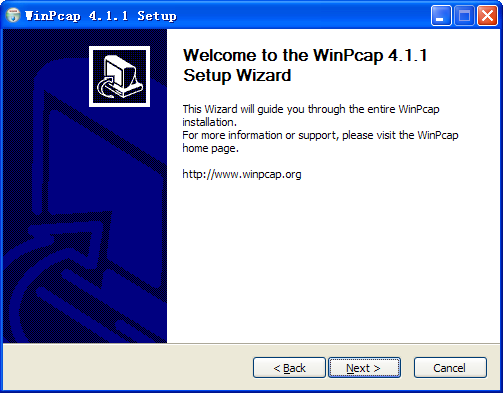 WinPcap 4.1.1 Setup
Welcome to the WinPcap 4.1.1
Setup Wizard
This Wizard will guide you through the entire WinPcap
installation.
For more information or support, please visit the WinPcap
home page.
http://www.winpcap.org
< Back
Next >
Cancel